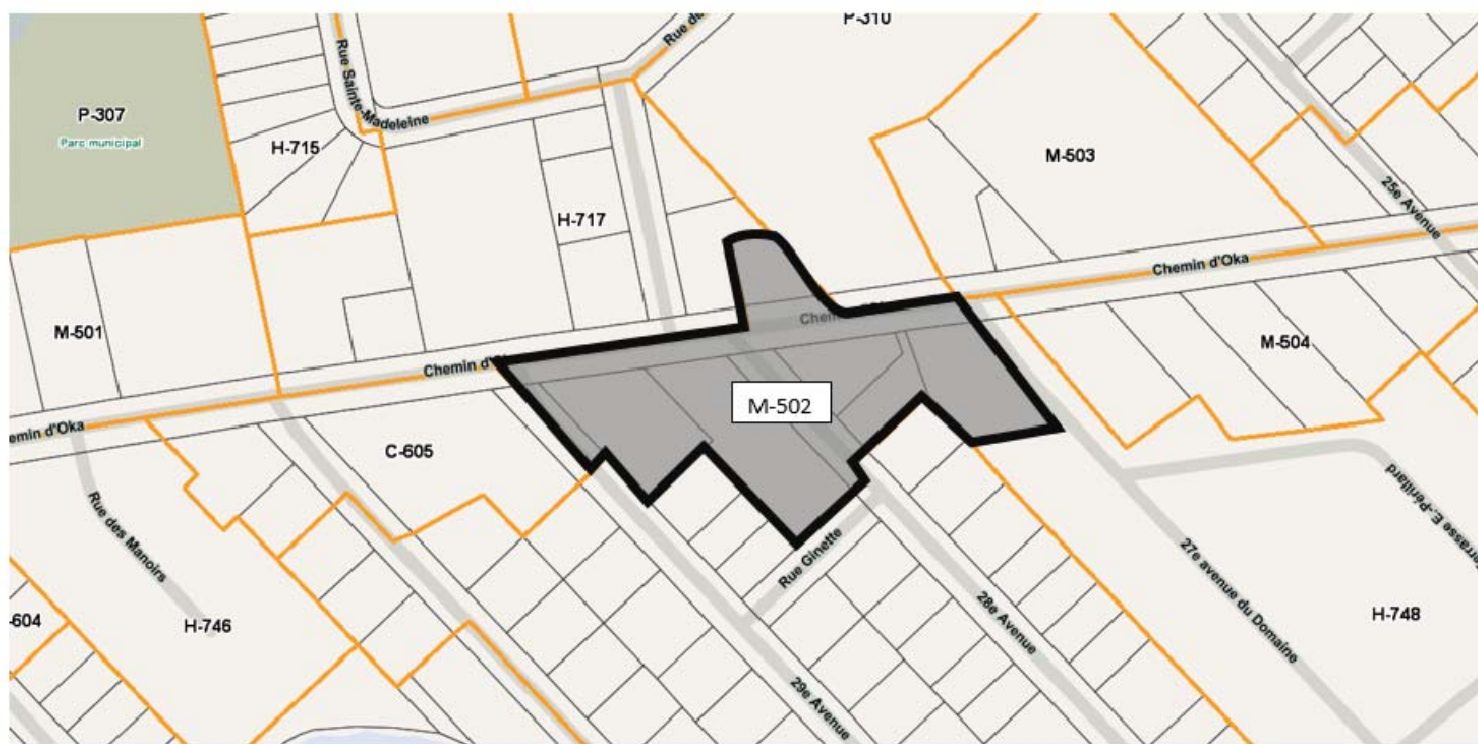 P-310
Rue Sainte-Madeleine
P-307
Parc municipal
H-715
M-503
25e Avenue
H-717
Chemin d'Oka
M-501
M-504
M-502
Chemin
emin d'Oka
C-605
Rue des Manoirs
Rue Ginette
27e avenue du Domaine
-604
H-746
28e Avenue
H-748
29e Avenue